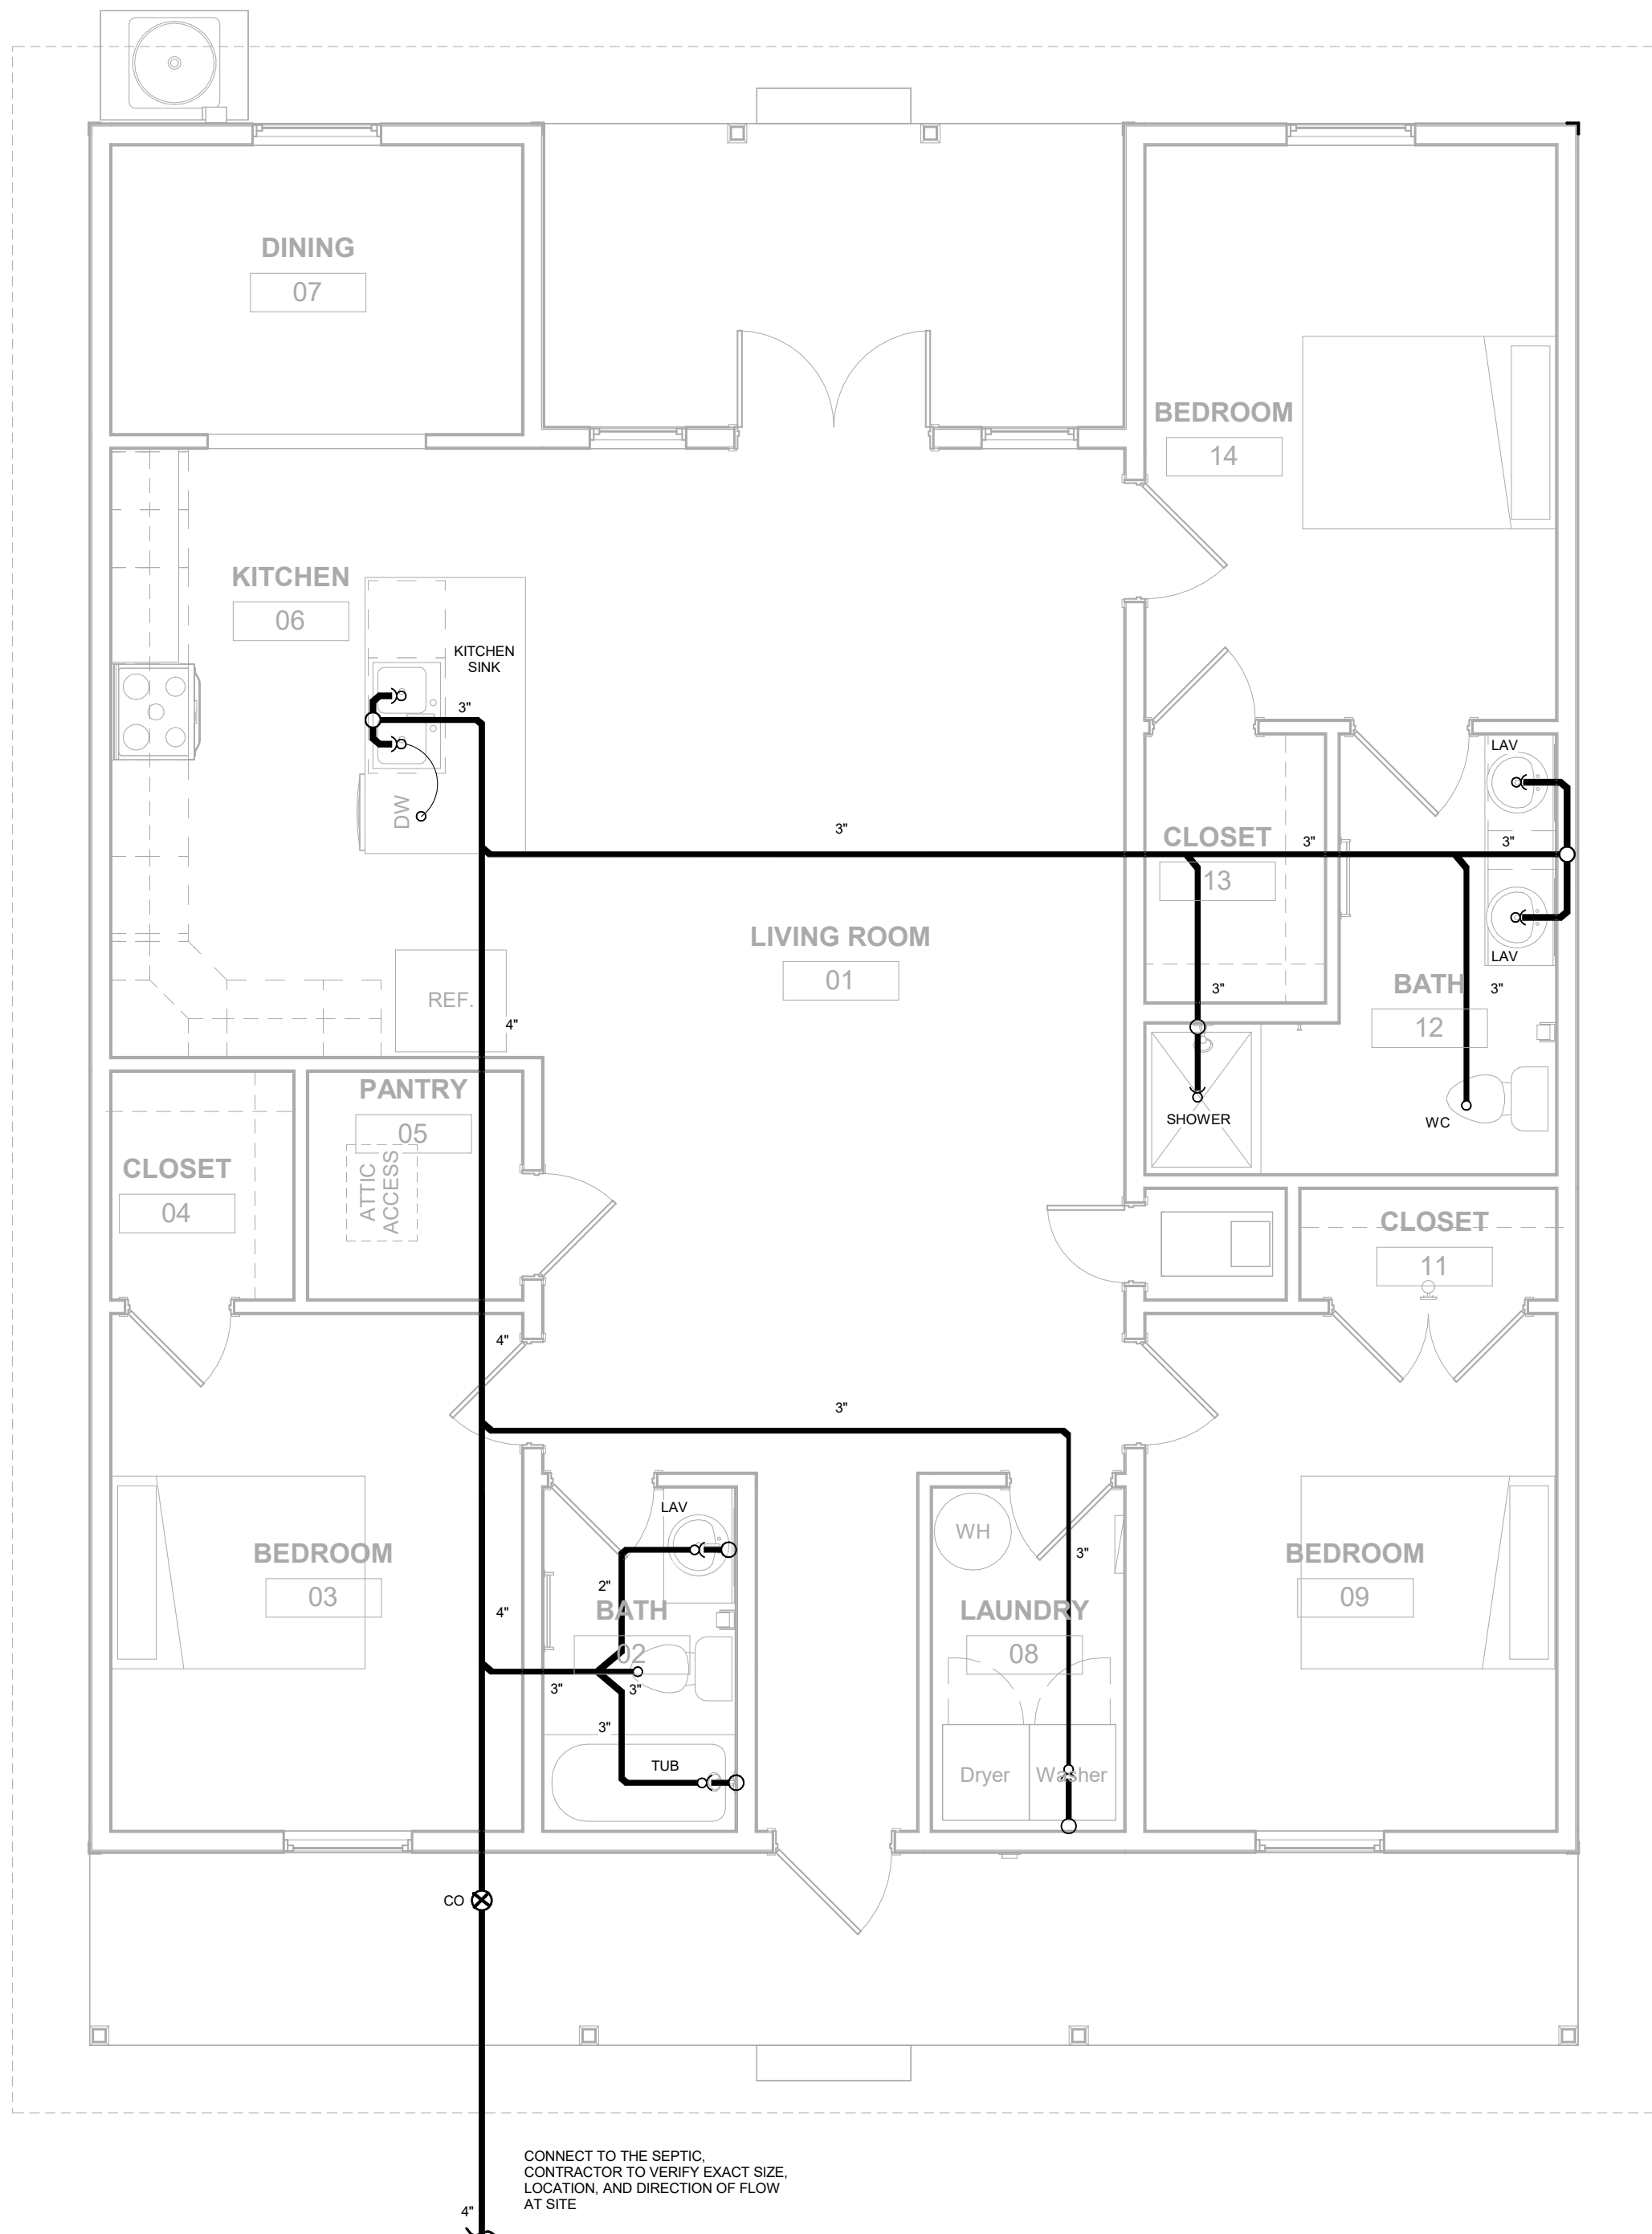 DINING
07
BEDROOM
14
KITCHEN
06
KITCHEN
SINK
3"
LAV
DW
3"
CLOSET
13
3"
3"
LIVING ROOM
01
LAV
BATH
12
3"
3"
REF.
4"
PANTRY
05
ATTIC
ACCESS
SHOWER
WC
CLOSET
04
CLOSET
11
4"
3"
LAV
WH
3"
BEDROOM
03
2"
4"
BATH
02
3"
3"
3"
TUB
LAUNDRY
08
Dryer
Washer
BEDROOM
09
CO
CONNECT TO THE SEPTIC,
CONTRACTOR TO VERIFY EXACT SIZE,
LOCATION, AND DIRECTION OF FLOW
AT SITE
4"